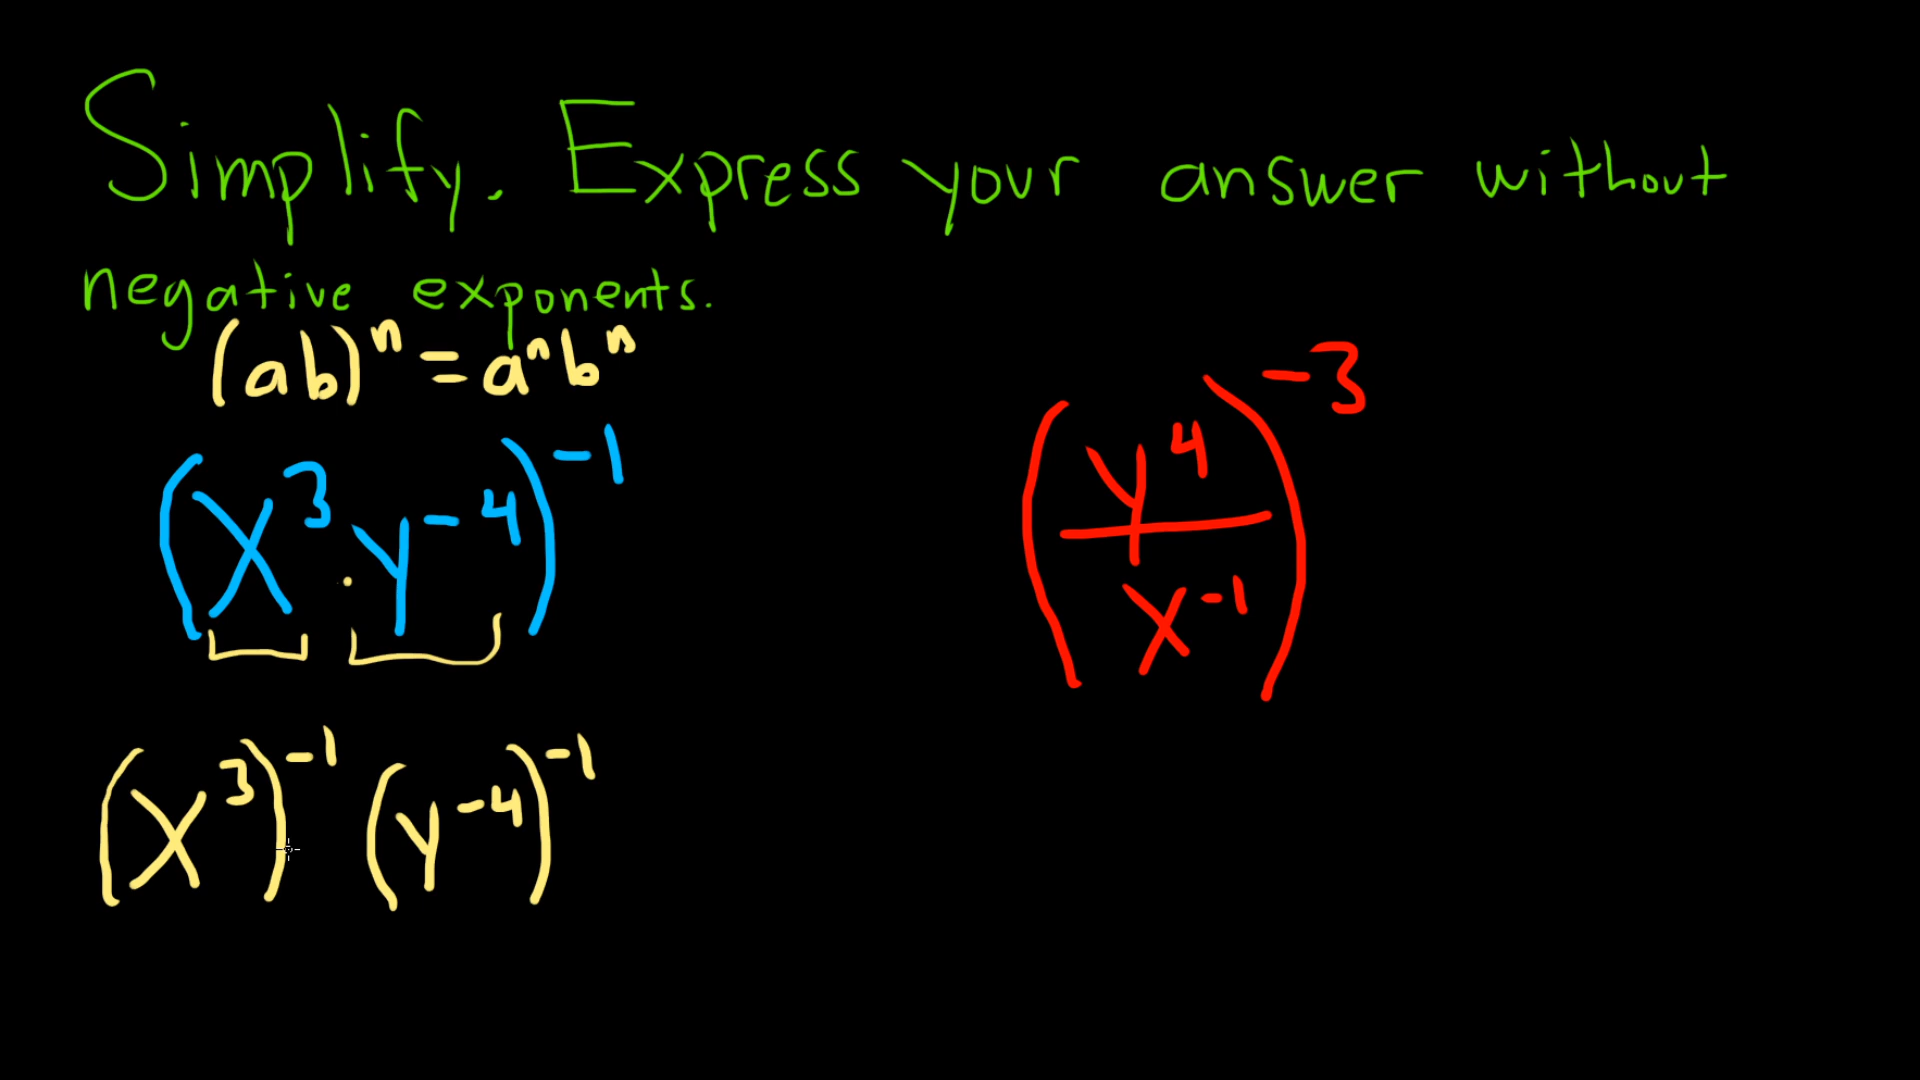 Simplify. Express your answer without
negative exponents.
(ab)ⁿ = aⁿbⁿ
(x³ · y⁻⁴)⁻¹
(x³)⁻¹ (y⁻⁴)⁻¹
(y⁴/x⁻¹)⁻³